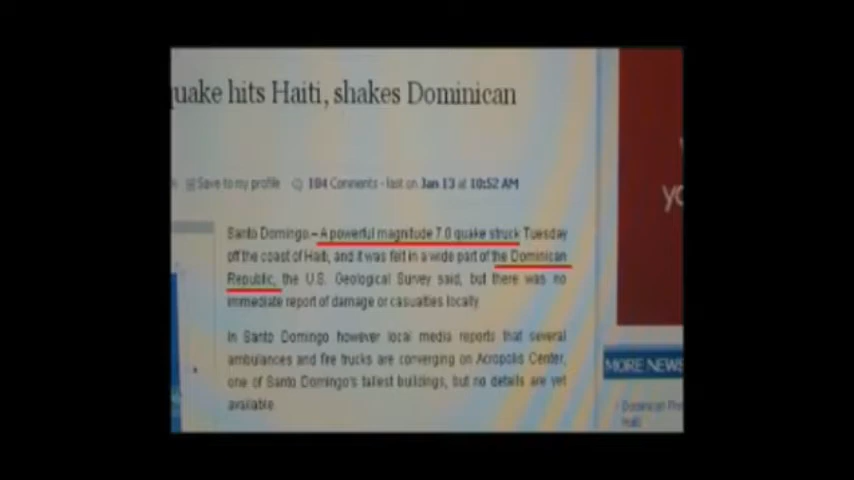 quake hits Haiti, shakes Dominican
Save to my profile 104 Comments - last on Jan 13 at 10:52 AM
Santo Domingo.– A powerful magnitude 7.0 quake struck Tuesday
off the coast of Haiti, and it was felt in a wide part of the Dominican
Republic, the U.S. Geological Survey said, but there was no
immediate report of damage or casualties locally.
In Santo Domingo however local media reports that several
ambulances and fire trucks are converging on Acropolis Center,
one of Santo Domingo's tallest buildings, but no details are yet
available.
yo
MORE NEWS
Dominican
Haiti